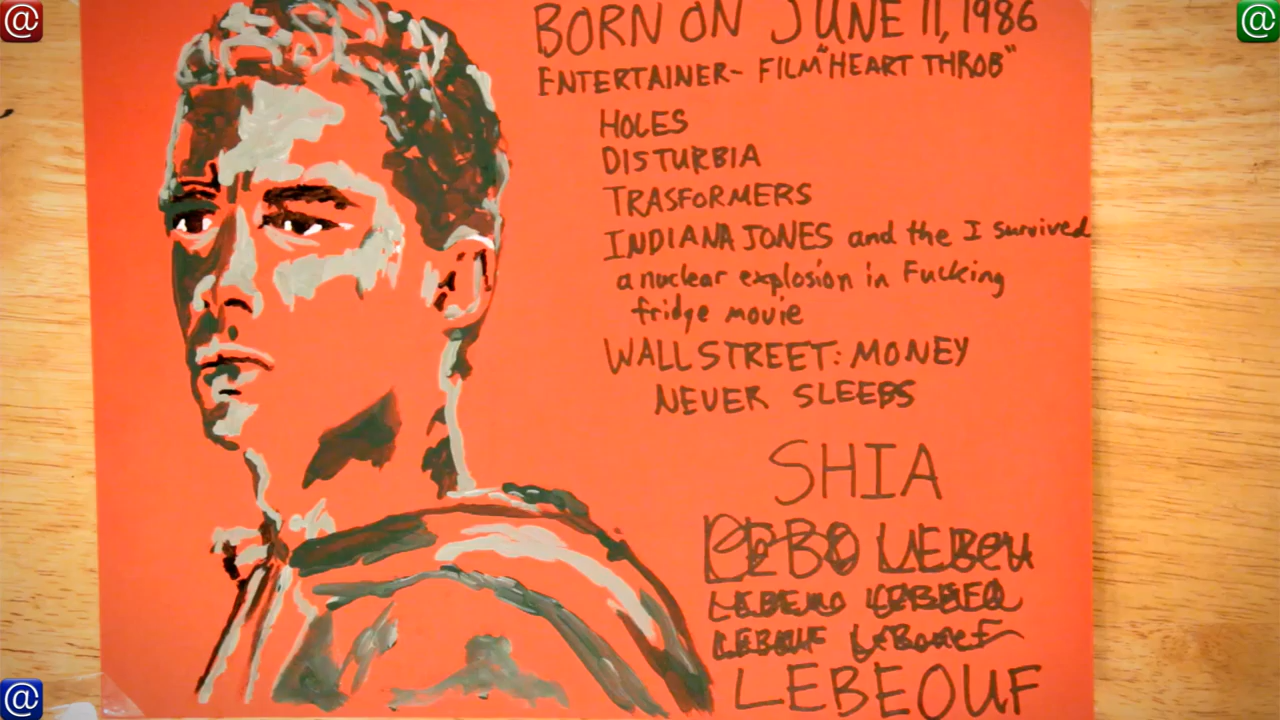 @
@
BORN ON JUNE 11, 1986
ENTERTAINER- FILM "HEART THROB"
HOLES
DISTURBIA
TRASFORMERS
INDIANA JONES and the I survived
a nuclear explosion in Fucking
fridge movie
WALL STREET: MONEY
NEVER SLEEPS
SHIA
LEBEOUF
@